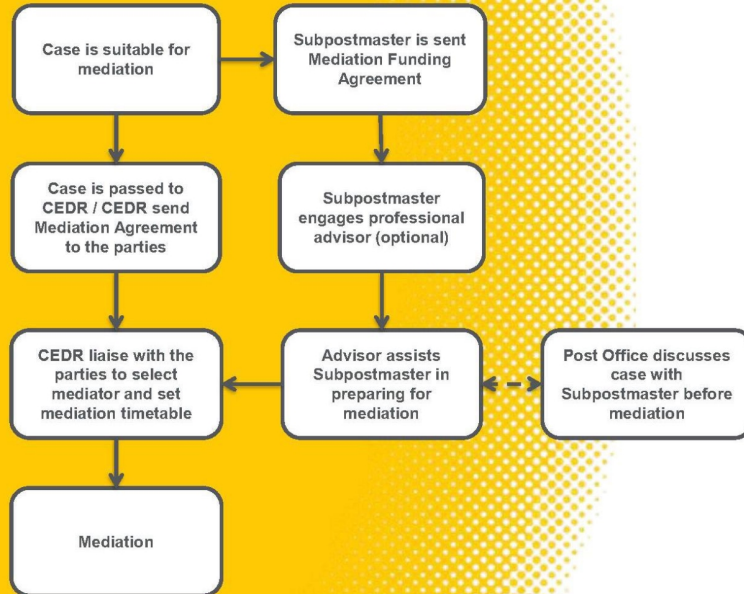 Case is suitable for
mediation
Subpostmaster is sent
Mediation Funding
Agreement
Case is passed to
CEDR / CEDR send
Mediation Agreement
to the parties
Subpostmaster
engages professional
advisor (optional)
CEDR liaise with the
parties to select
mediator and set
mediation timetable
Advisor assists
Subpostmaster in
preparing for
mediation
Post Office discusses
case with
Subpostmaster before
mediation
Mediation